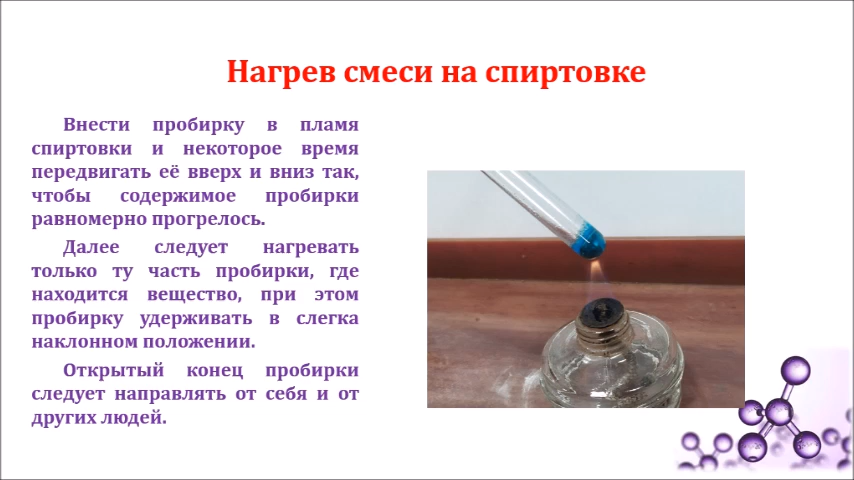 Нагрев смеси на спиртовке
Внести пробирку в пламя
спиртовки и некоторое время
передвигать её вверх и вниз так,
чтобы содержимое пробирки
равномерно прогрелось.
Далее следует нагревать
только ту часть пробирки, где
находится вещество, при этом
пробирку удерживать в слегка
наклонном положении.
Открытый конец пробирки
следует направлять от себя и от
других людей.